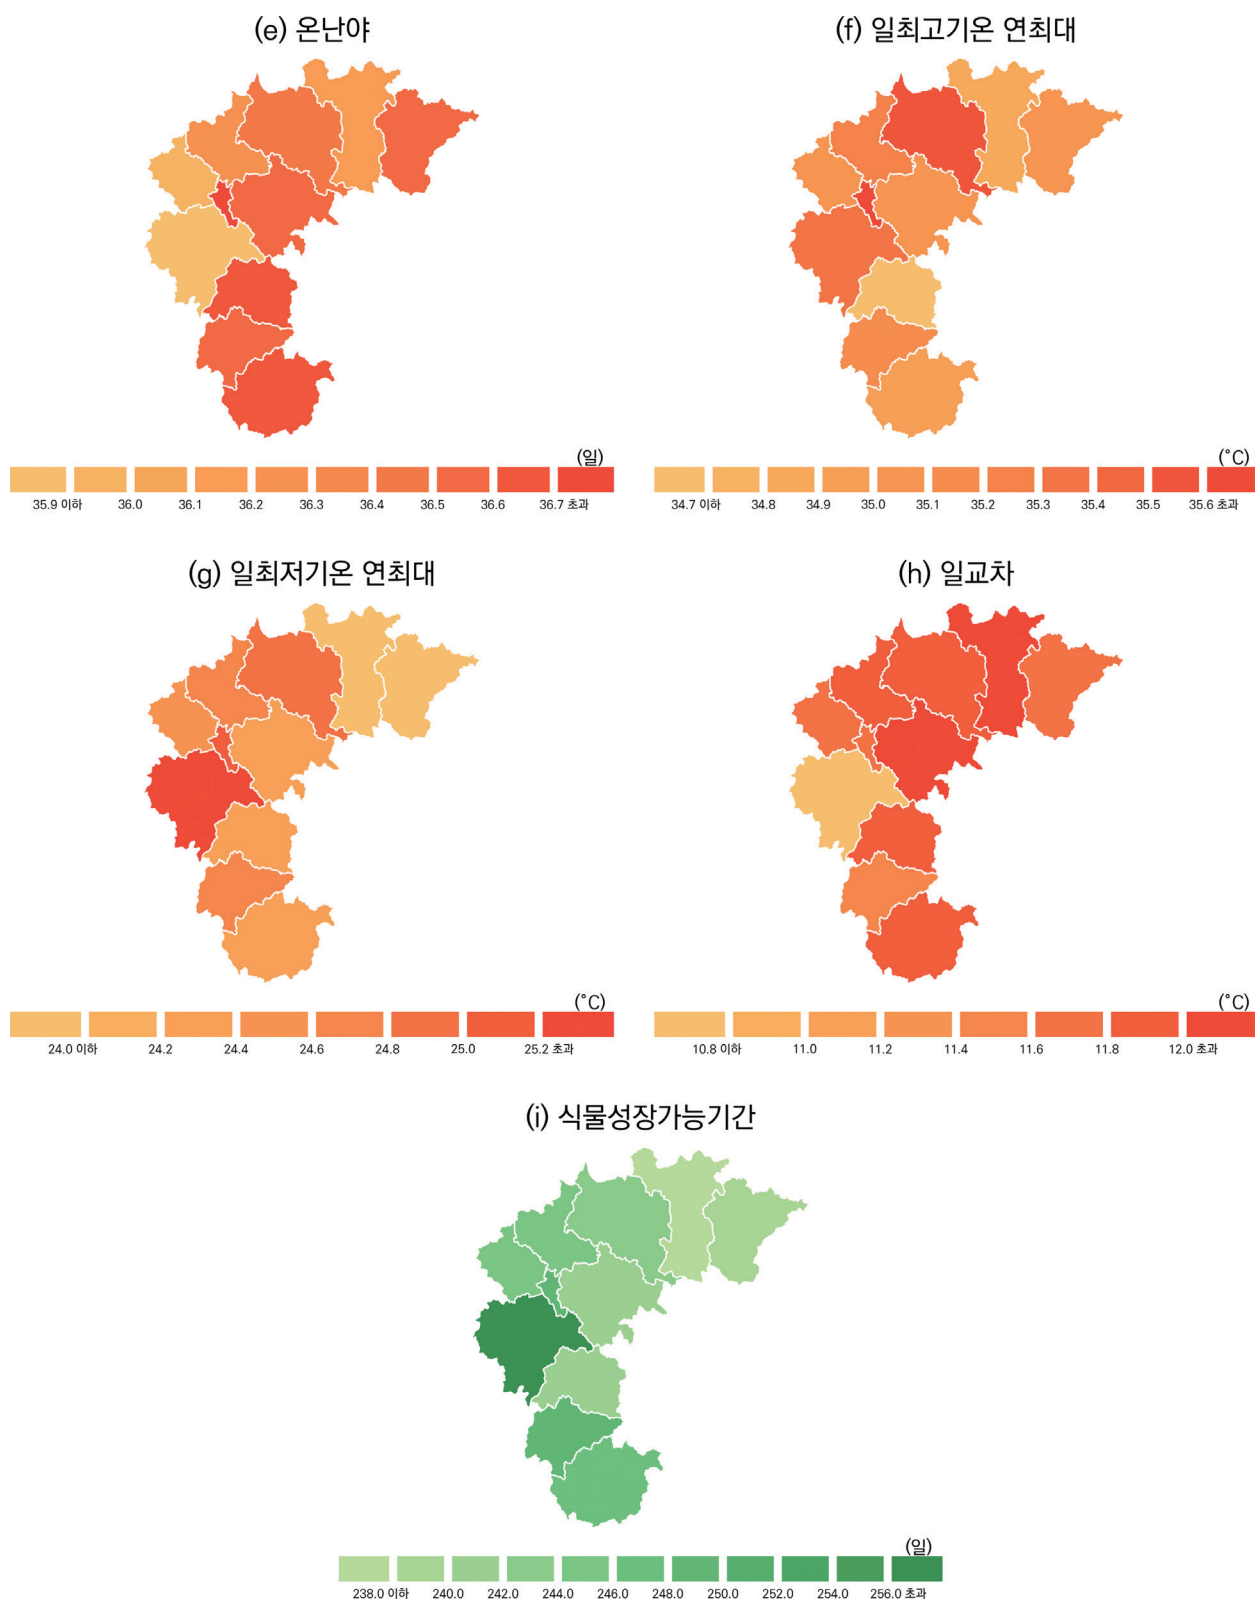 (e) 온난야
(f) 일최고기온 연최대
(일)
35.9 이하 36.0 36.1 36.2 36.3 36.4 36.5 36.6 36.7 초과
(°C)
34.7 이하 34.8 34.9 35.0 35.1 35.2 35.3 35.4 35.5 35.6 초과
(g) 일최저기온 연최대
(h) 일교차
(°C)
24.0 이하 24.2 24.4 24.6 24.8 25.0 25.2 초과
(°C)
10.8 이하 11.0 11.2 11.4 11.6 11.8 12.0 초과
(i) 식물성장가능기간
(일)
238.0 이하 240.0 242.0 244.0 246.0 248.0 250.0 252.0 254.0 256.0 초과